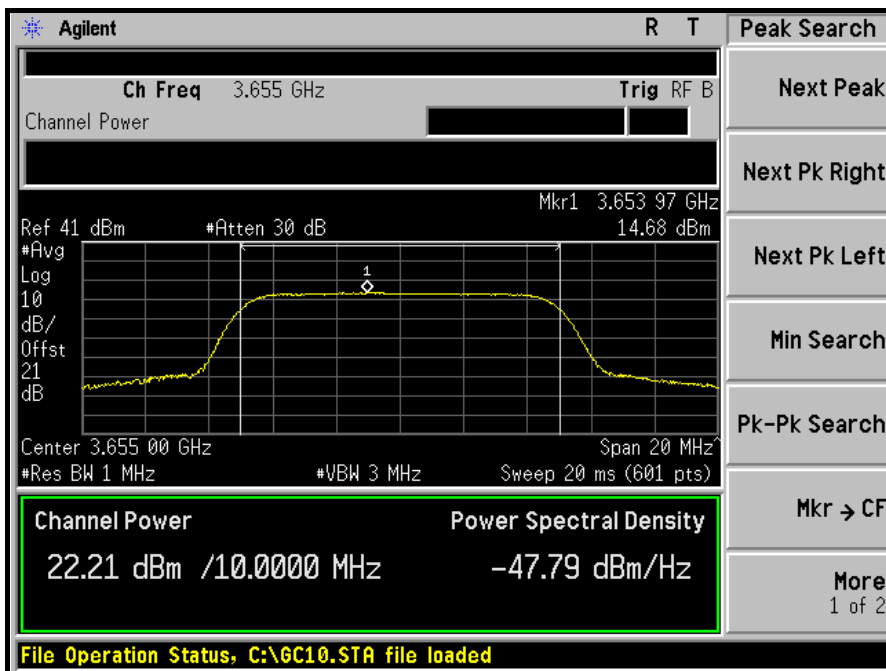 Agilent R T Peak Search
Ch Freq 3.655 GHz Trig RF B
Channel Power
Mkr1 3.653 97 GHz
Ref 41 dBm #Atten 30 dB 14.68 dBm
#Avg
Log
10
dB/
Offst
21
dB
1
Center 3.655 00 GHz Span 20 MHz^
#Res BW 1 MHz #VBW 3 MHz Sweep 20 ms (601 pts)
Channel Power Power Spectral Density
22.21 dBm /10.0000 MHz -47.79 dBm/Hz
File Operation Status, C:\GC10.STA file loaded
Next Peak
Next Pk Right
Next Pk Left
Min Search
Pk-Pk Search
Mkr → CF
More
1 of 2